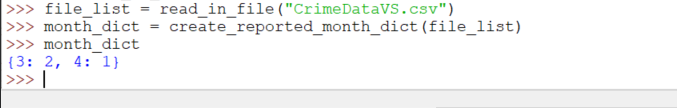 >>> file_list = read_in_file("CrimeDataVS.csv")
>>> month_dict = create_reported_month_dict(file_list)
>>> month_dict
{3: 2, 4: 1}
>>>